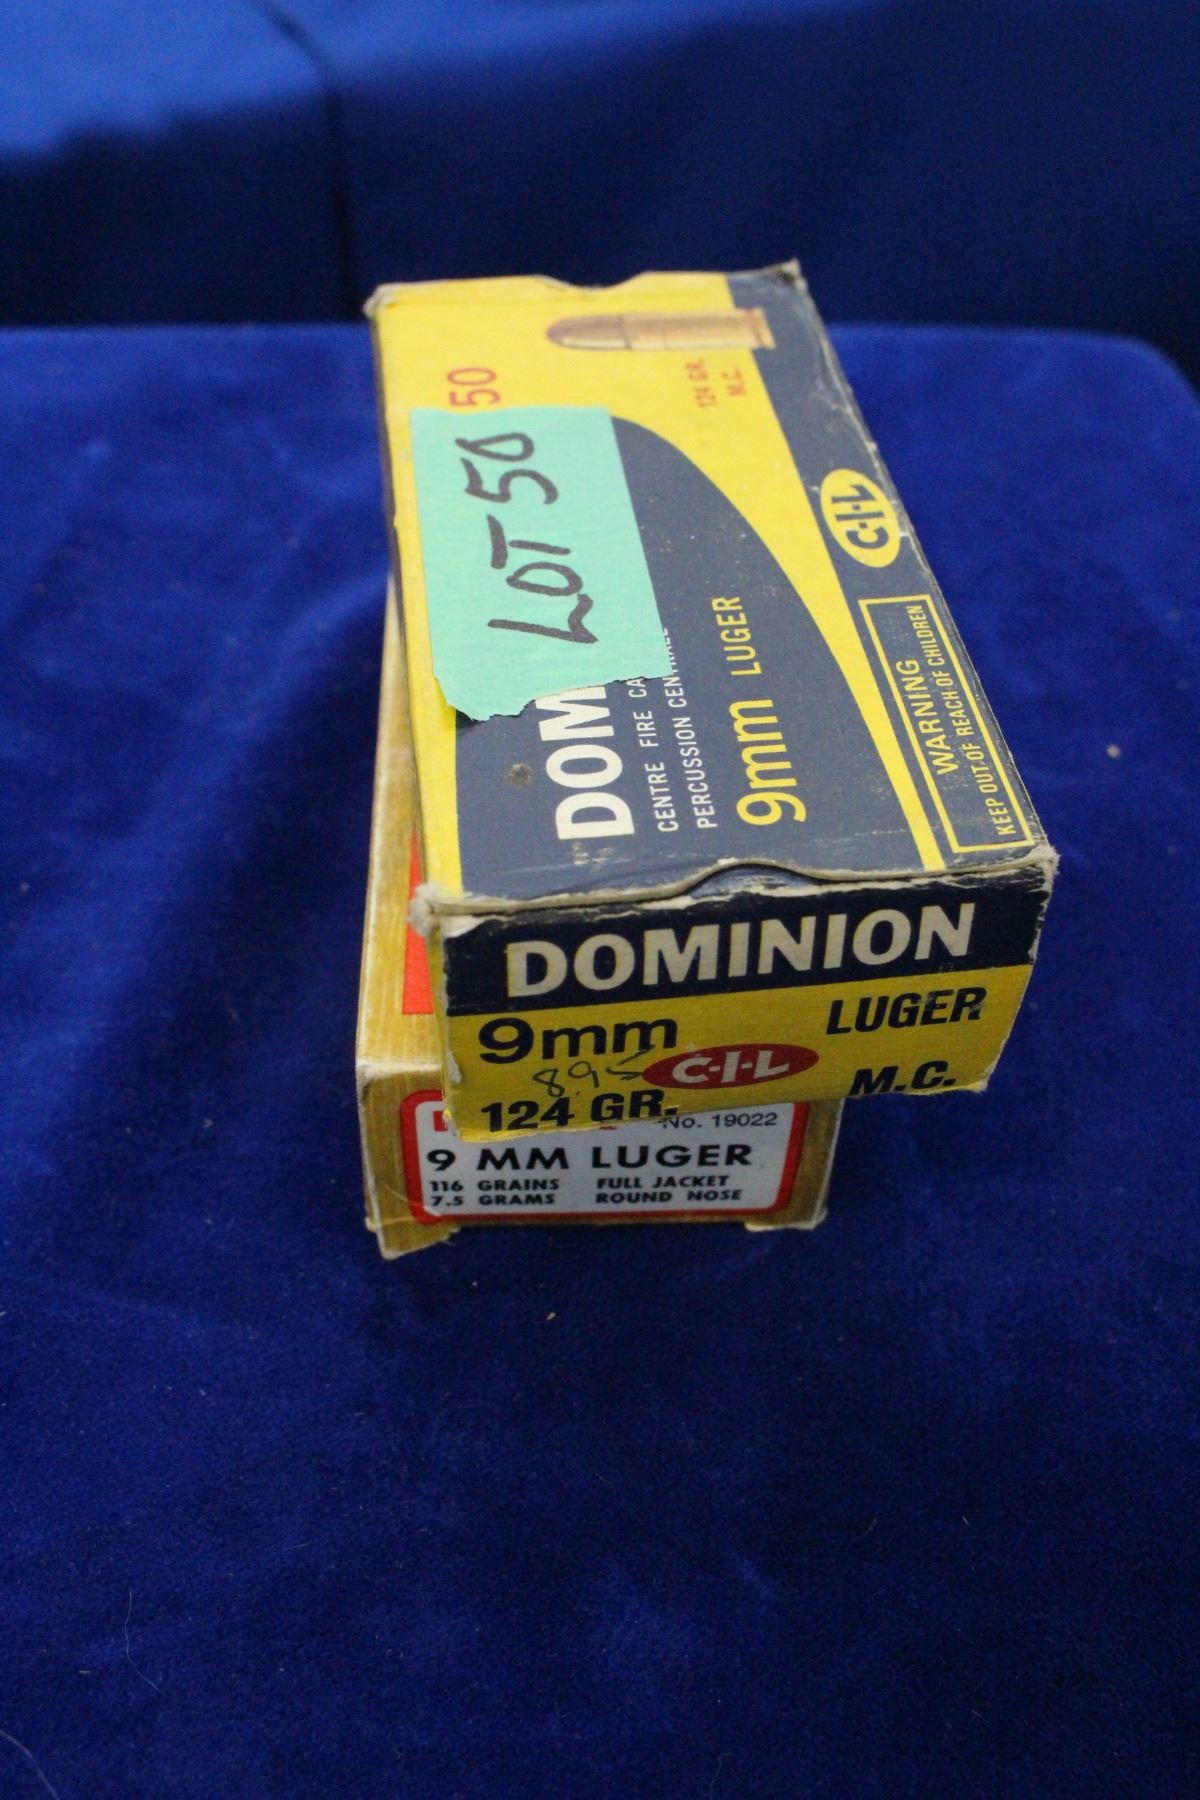 50
LOT 50
124 GR.
M.C.
C-I-L
DOM
CENTRE FIRE CA
PERCUSSION CENTRALE
9mm LUGER
WARNING
KEEP OUT OF REACH OF CHILDREN
DOMINION
9mm LUGER
8.95 C-I-L
124 GR. M.C.
No. 19022
9 MM LUGER
116 GRAINS FULL JACKET
7.5 GRAMS ROUND NOSE